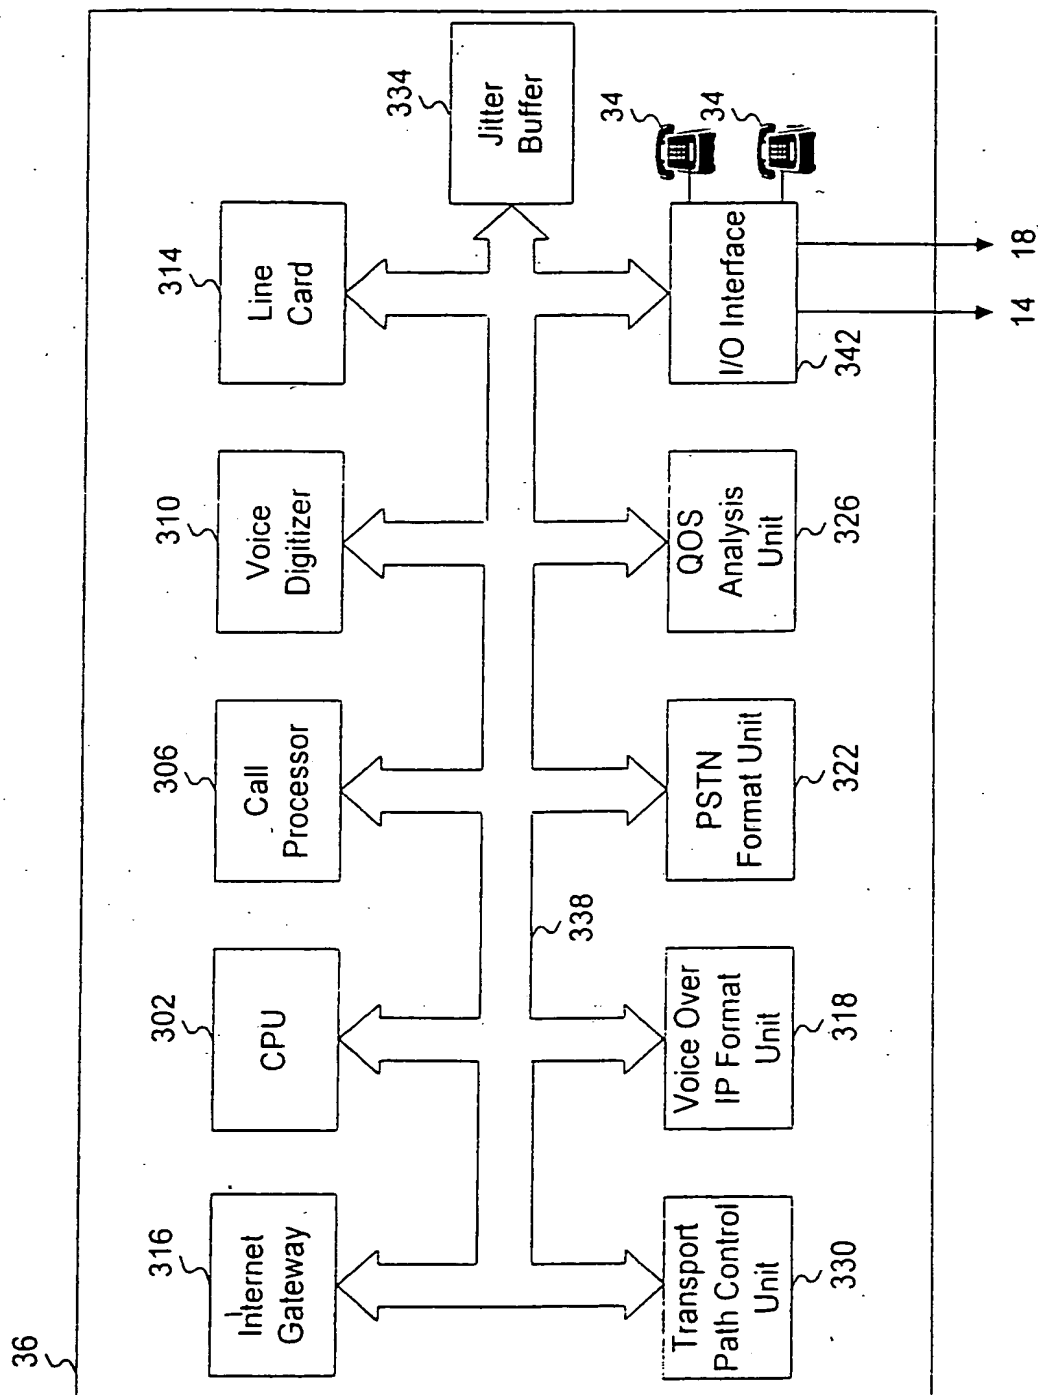 36
316
Internet
Gateway
302
CPU
306
Call
Processor
310
Voice
Digitizer
314
Line
Card
334
Jitter
Buffer
338
Transport
Path Control
Unit
330
Voice Over
IP Format
Unit
318
PSTN
Format Unit
322
QOS
Analysis
Unit
326
I/O Interface
342
34
34
14
18